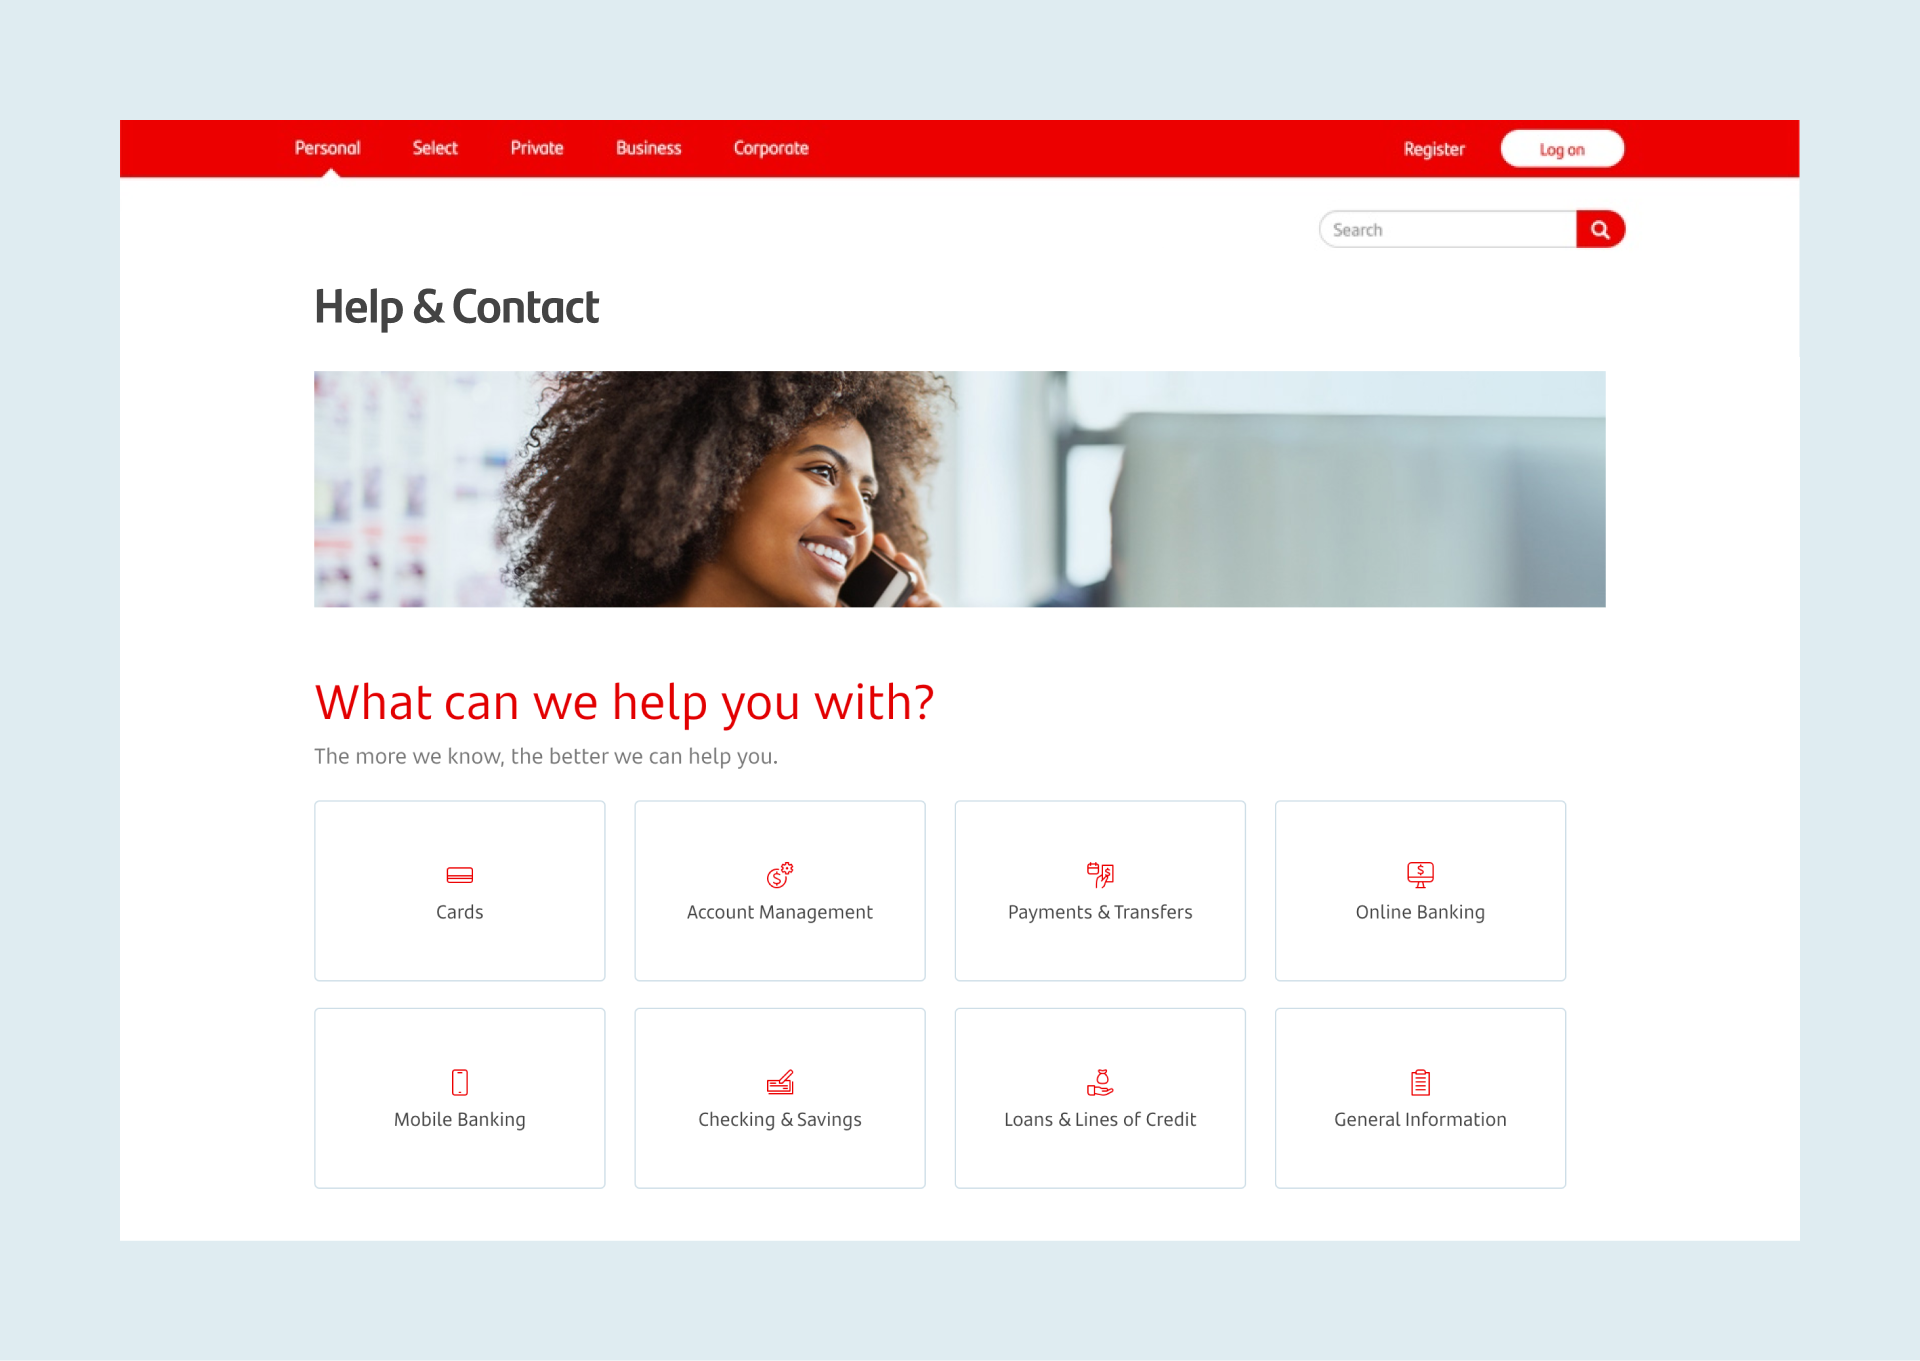 Personal Select Private Business Corporate Register Log on
Search
Help & Contact
What can we help you with?
The more we know, the better we can help you.
Cards Account Management Payments & Transfers Online Banking
Mobile Banking Checking & Savings Loans & Lines of Credit General Information